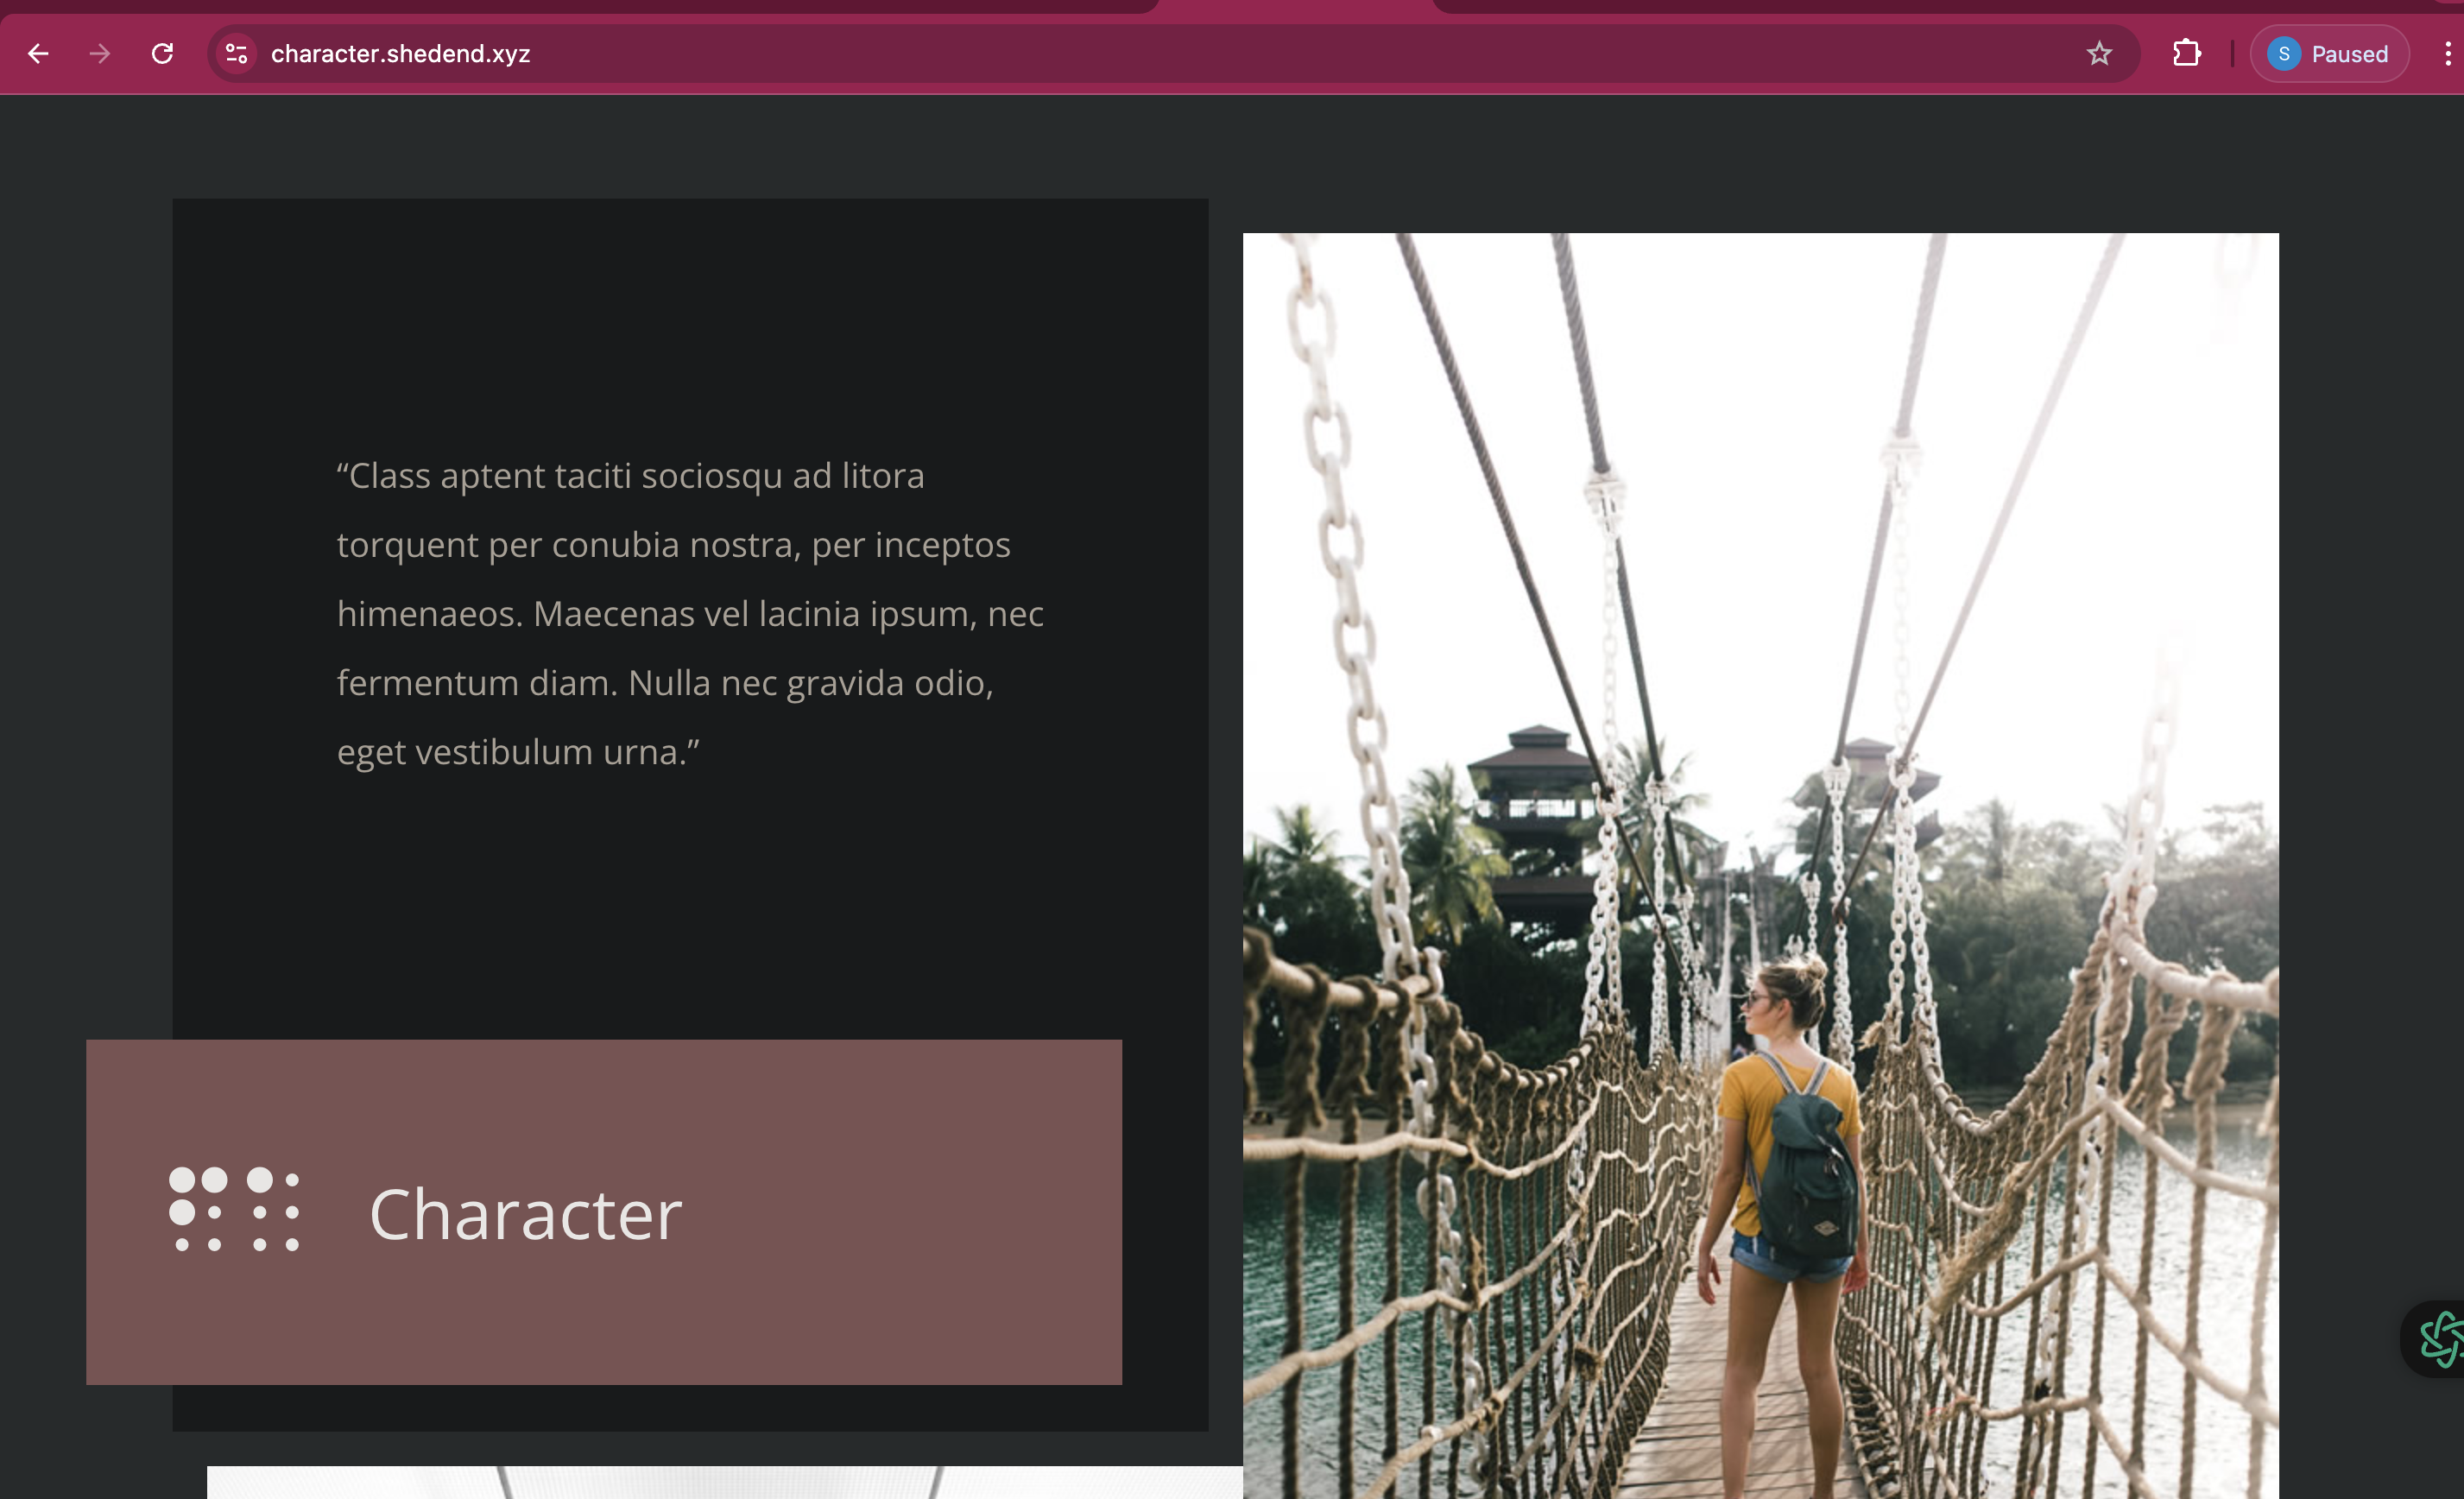 character.shedend.xyz
S Paused
“Class aptent taciti sociosqu ad litora
torquent per conubia nostra, per inceptos
himenaeos. Maecenas vel lacinia ipsum, nec
fermentum diam. Nulla nec gravida odio,
eget vestibulum urna.”
Character